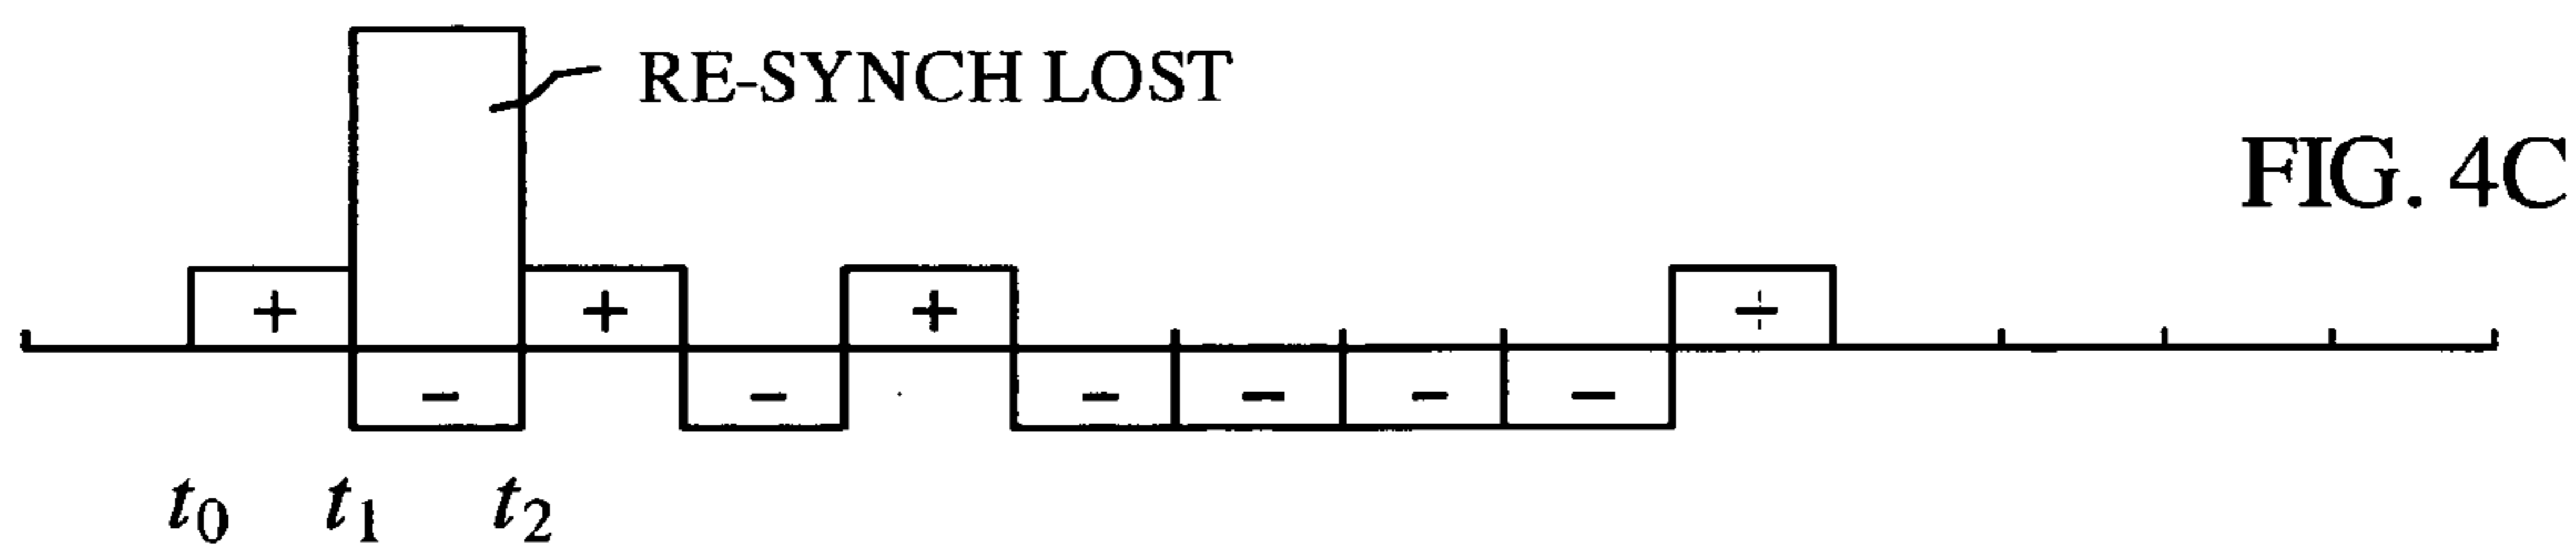 RE-SYNCH LOST
FIG. 4C
+ + + +
- - - - - -
t0 t1 t2